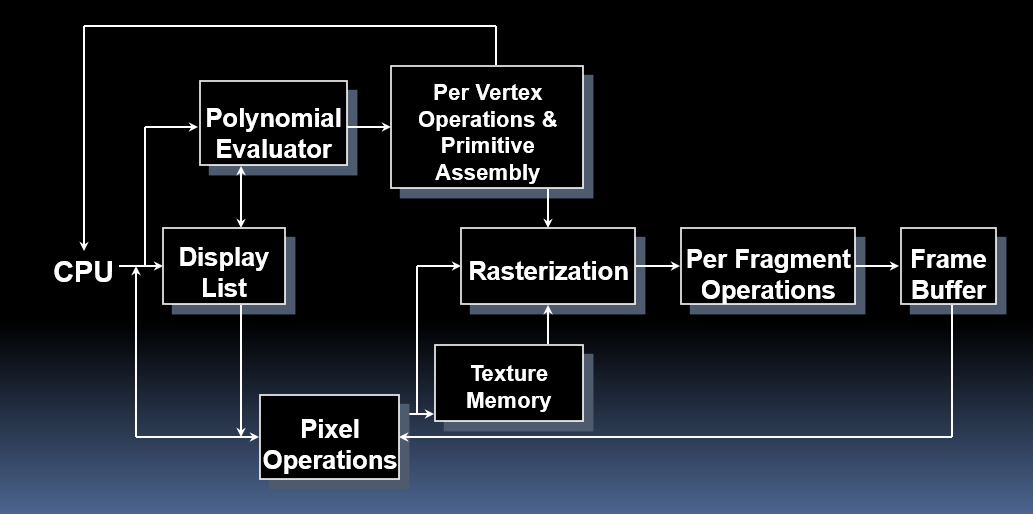 Polynomial
Evaluator
Per Vertex
Operations &
Primitive
Assembly
CPU
Display
List
Rasterization
Per Fragment
Operations
Frame
Buffer
Texture
Memory
Pixel
Operations